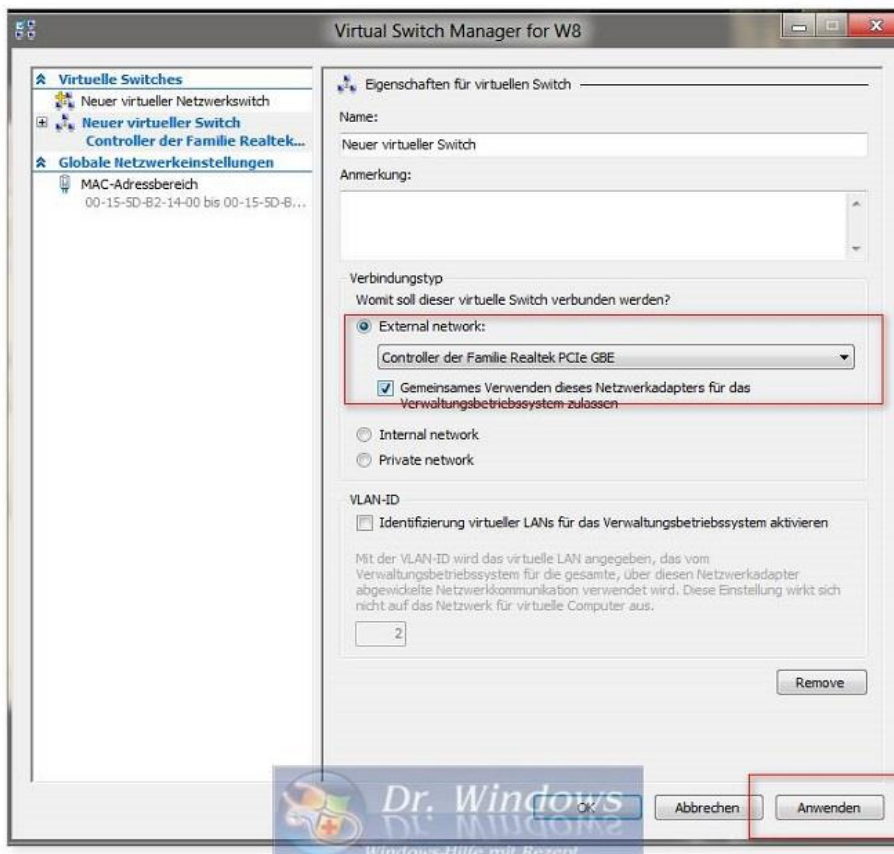 Virtual Switch Manager for W8
Virtuelle Switches
Neuer virtueller Netzwerkswitch
Neuer virtueller Switch
Controller der Familie Realtek...
Globale Netzwerkeinstellungen
MAC-Adressbereich
00-15-5D-B2-14-00 bis 00-15-5D-B...
Eigenschaften für virtuellen Switch
Name:
Neuer virtueller Switch
Anmerkung:
Verbindungstyp
Womit soll dieser virtuelle Switch verbunden werden?
External network:
Controller der Familie Realtek PCIe GBE
Gemeinsames Verwenden dieses Netzwerkadapters für das
Verwaltungsbetriebssystem zulassen
Internal network
Private network
VLAN-ID
Identifizierung virtueller LANs für das Verwaltungsbetriebssystem aktivieren
Mit der VLAN-ID wird das virtuelle LAN angegeben, das vom
Verwaltungsbetriebssystem für die gesamte, über diesen Netzwerkadapter
abgewickelte Netzwerkkommunikation verwendet wird. Diese Einstellung wirkt sich
nicht auf das Netzwerk für virtuelle Computer aus.
2
Remove
Dr. Windows
OK
Abbrechen
Anwenden
Windows-Hilfe mit Rezept